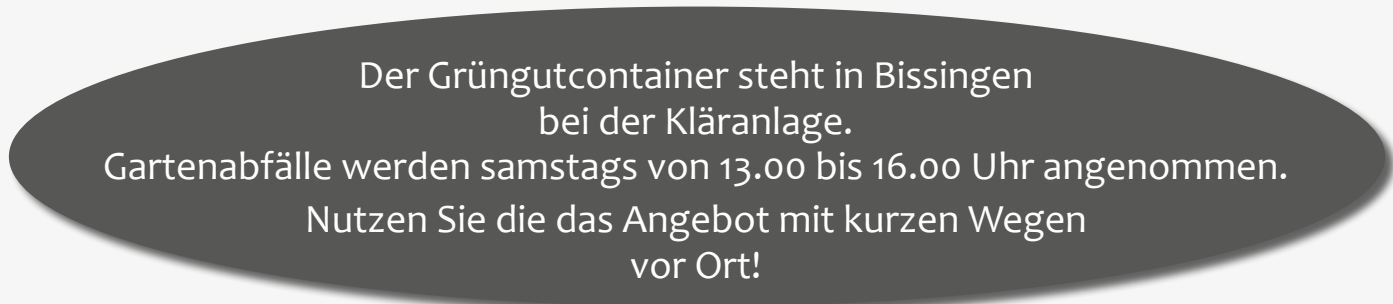 Der Grüngutcontainer steht in Bissingen
bei der Kläranlage.
Gartenabfälle werden samstags von 13.00 bis 16.00 Uhr angenommen.
Nutzen Sie die das Angebot mit kurzen Wegen
vor Ort!